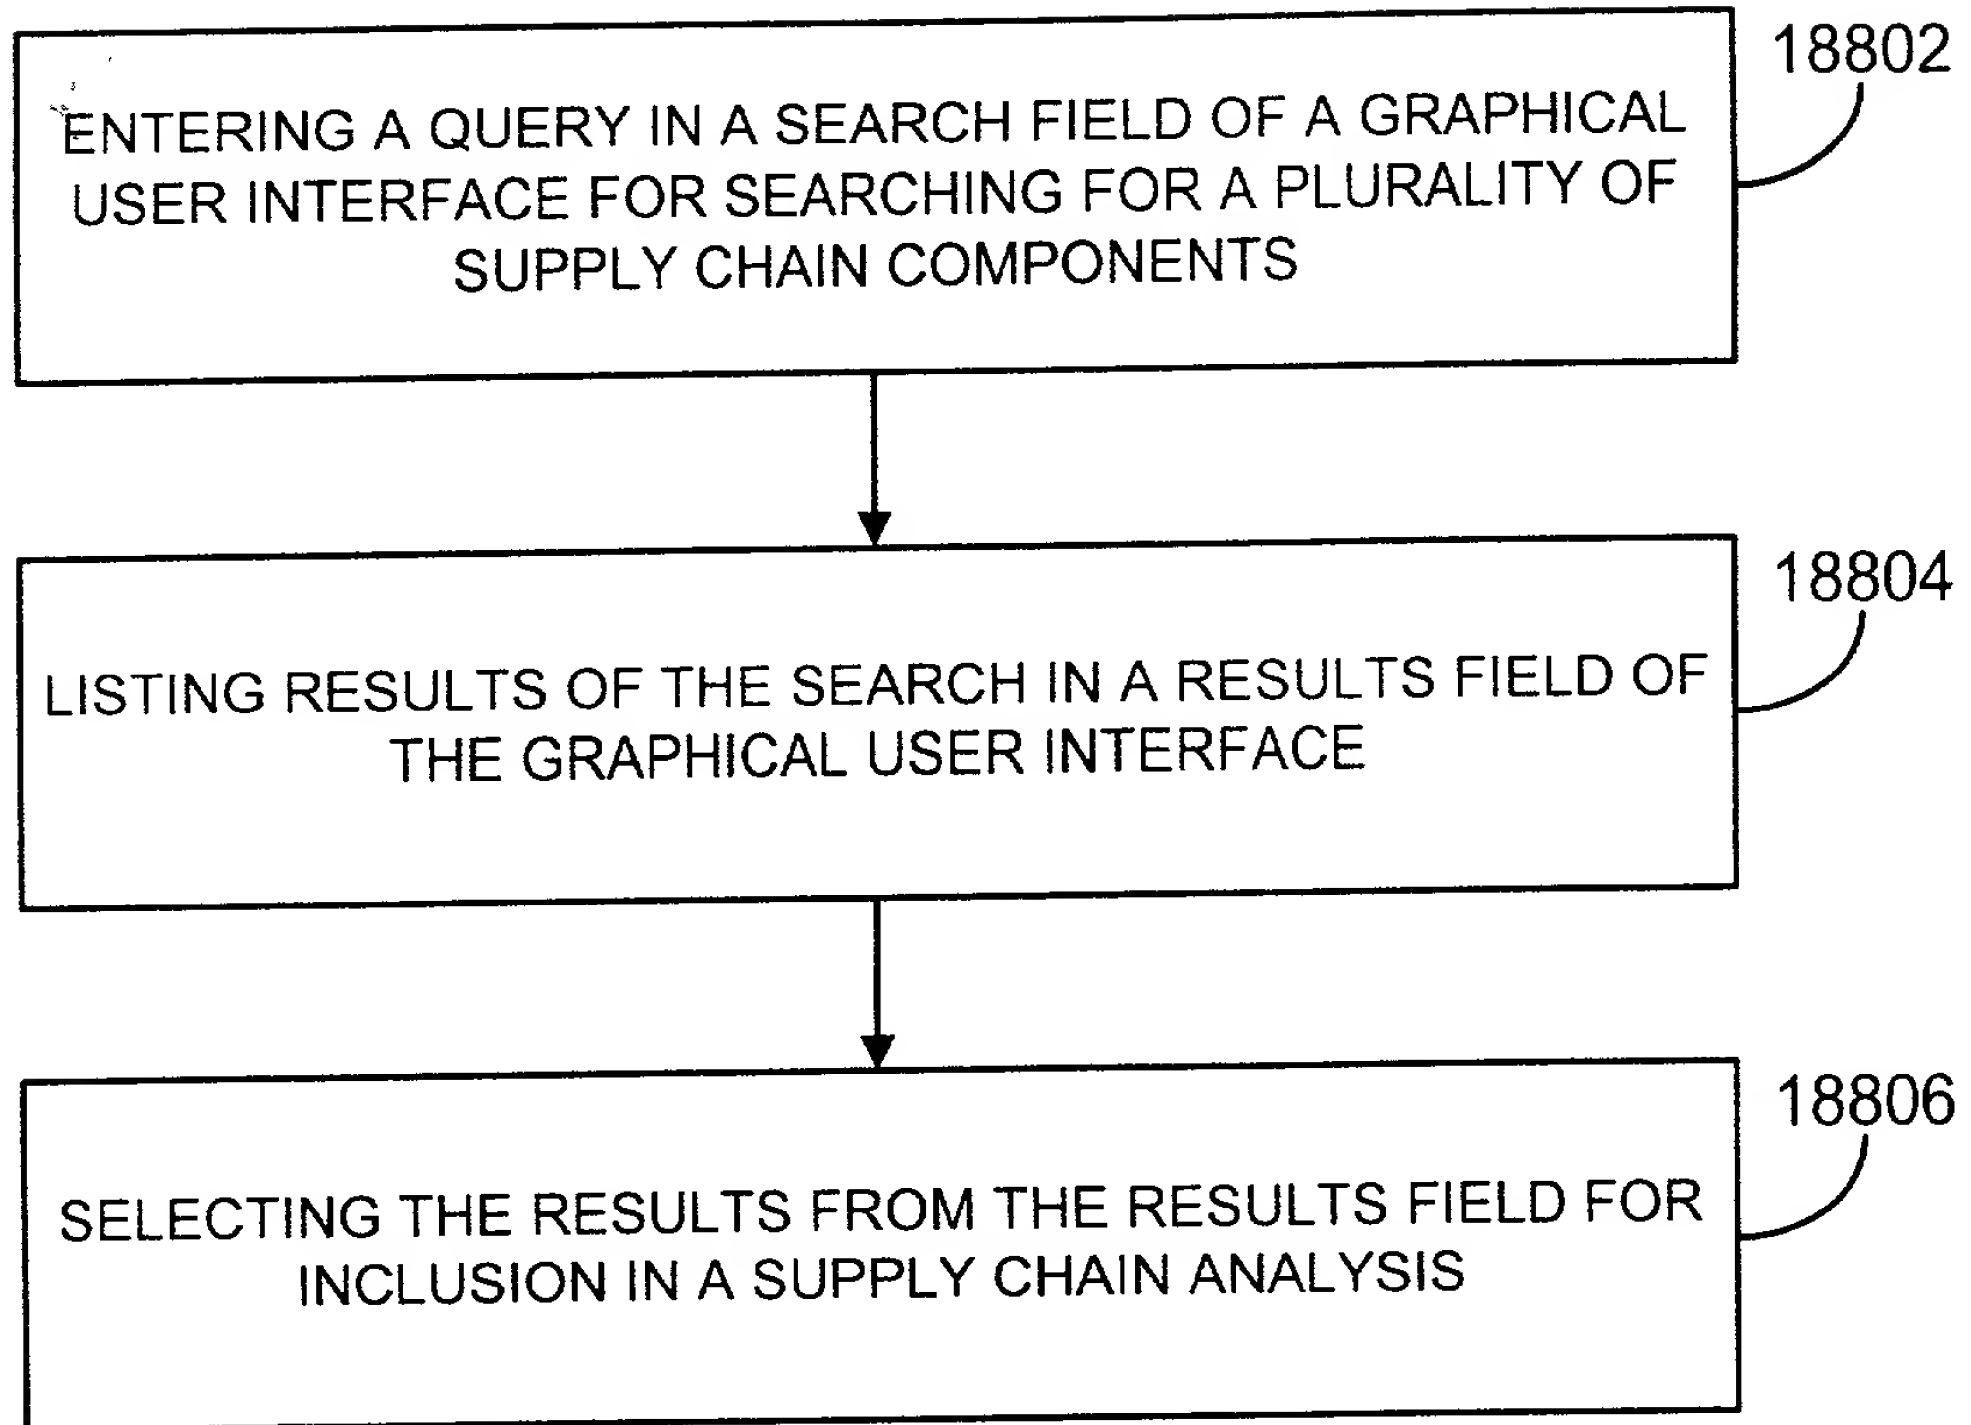 18802
ENTERING A QUERY IN A SEARCH FIELD OF A GRAPHICAL
USER INTERFACE FOR SEARCHING FOR A PLURALITY OF
SUPPLY CHAIN COMPONENTS
18804
LISTING RESULTS OF THE SEARCH IN A RESULTS FIELD OF
THE GRAPHICAL USER INTERFACE
18806
SELECTING THE RESULTS FROM THE RESULTS FIELD FOR
INCLUSION IN A SUPPLY CHAIN ANALYSIS